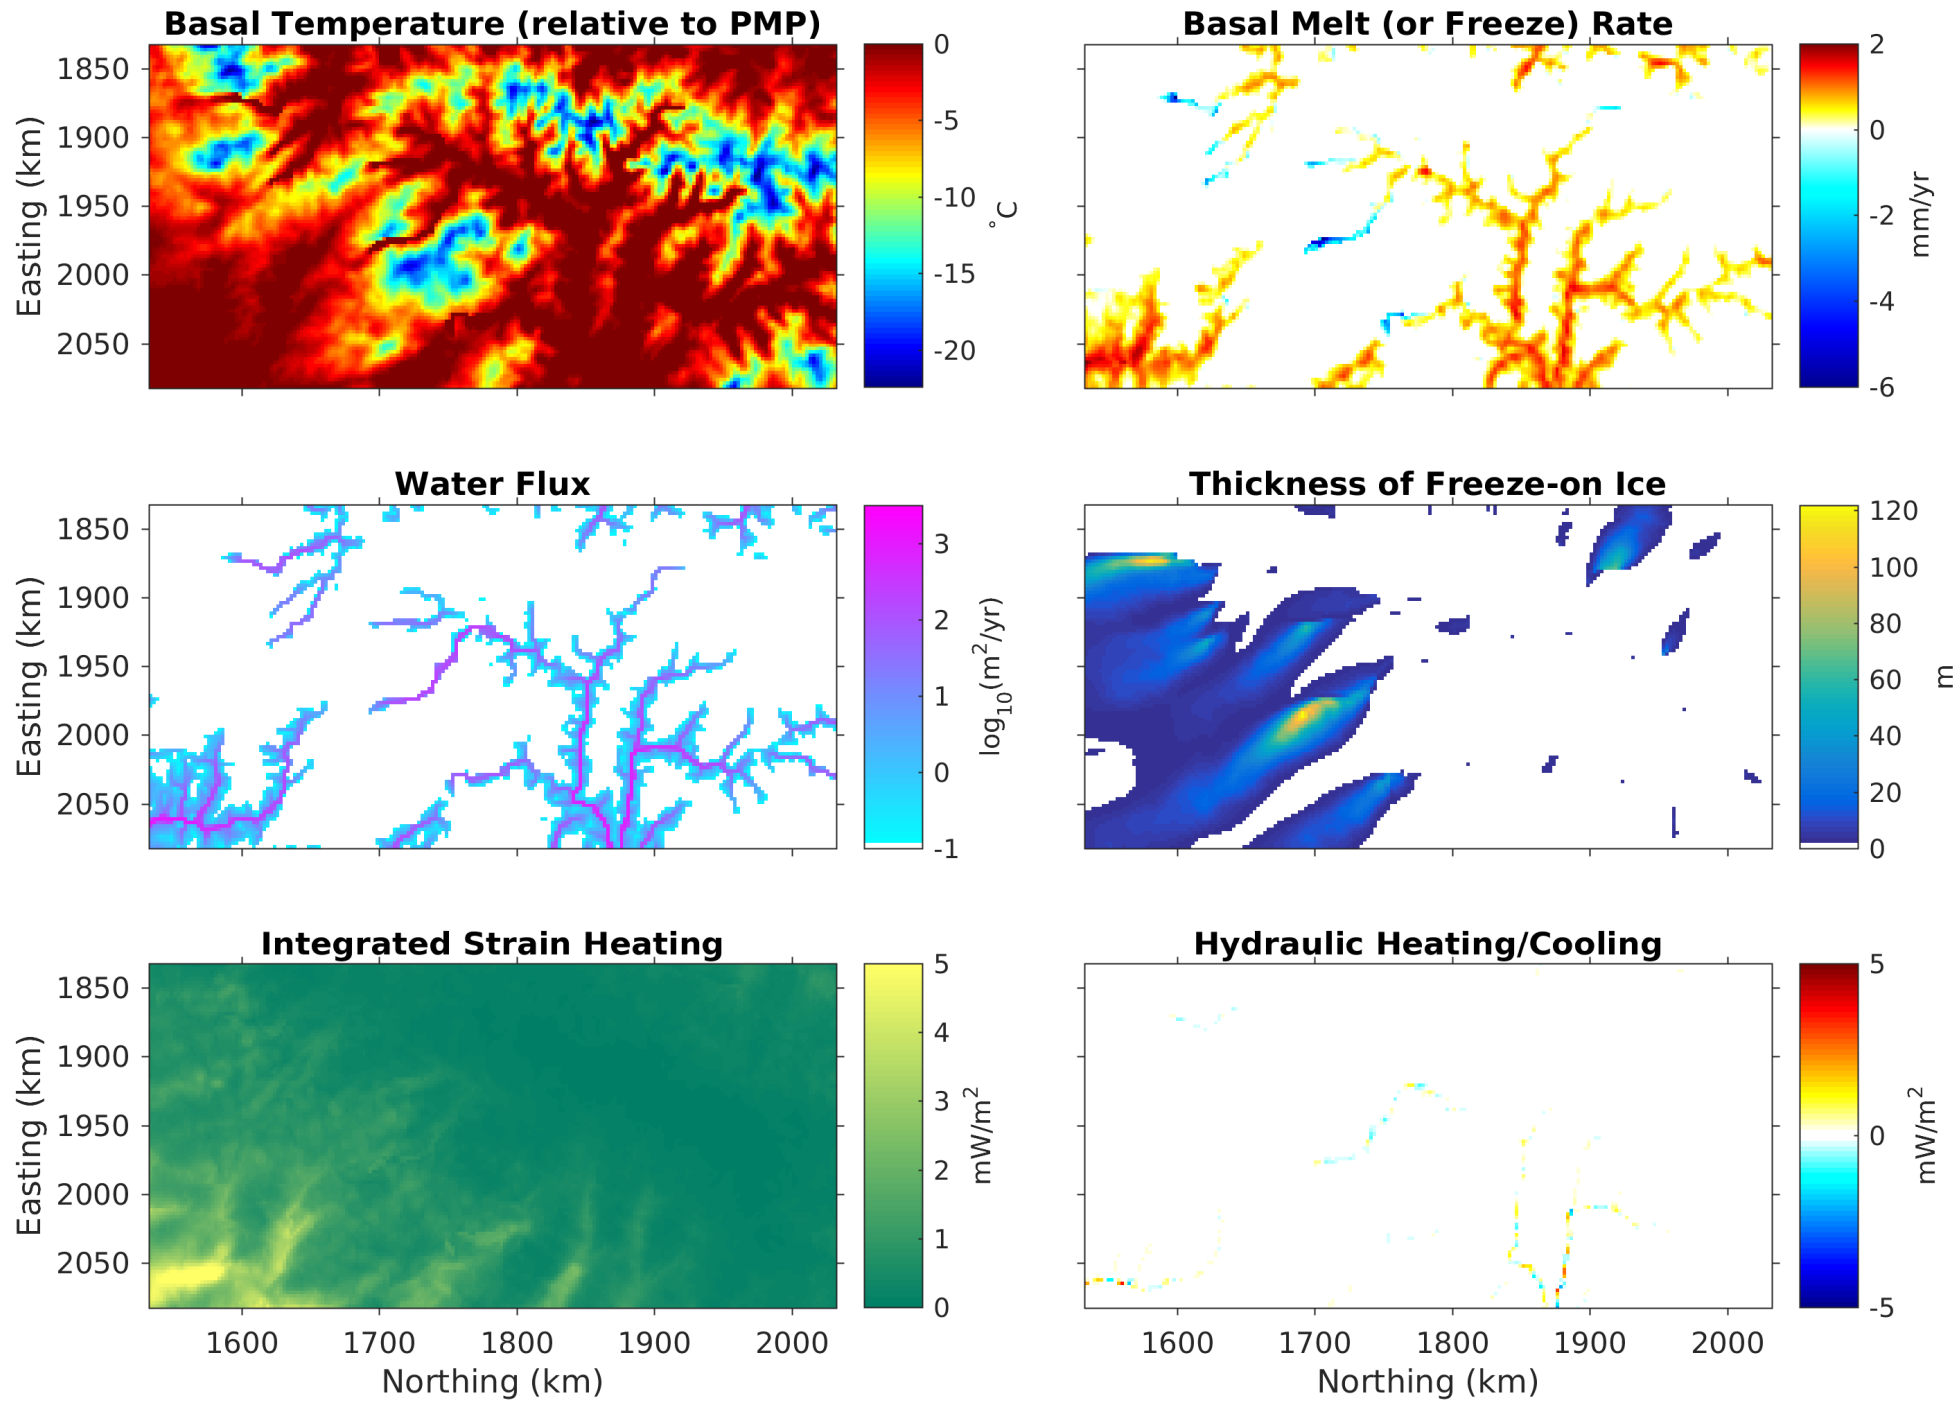 Basal Temperature (relative to PMP)
Easting (km)
1850
1900
1950
2000
2050
0
-5
-10
-15
-20
°C
Basal Melt (or Freeze) Rate
2
0
-2
-4
-6
mm/yr
Water Flux
Easting (km)
1850
1900
1950
2000
2050
3
2
1
0
-1
log10(m2/yr)
Thickness of Freeze-on Ice
120
100
80
60
40
20
0
m
Integrated Strain Heating
Easting (km)
1850
1900
1950
2000
2050
1600 1700 1800 1900 2000
Northing (km)
5
4
3
2
1
0
mW/m2
Hydraulic Heating/Cooling
1600 1700 1800 1900 2000
Northing (km)
5
0
-5
mW/m2